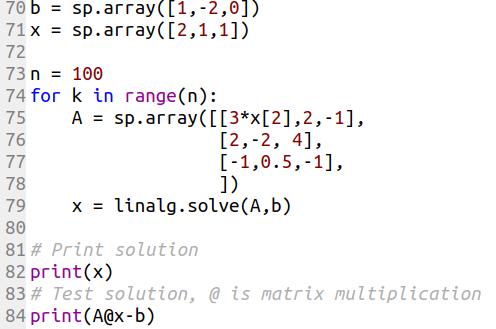 70 b = sp.array([1,-2,0])
71 x = sp.array([2,1,1])
72
73 n = 100
74 for k in range(n):
75     A = sp.array([[3*x[2],2,-1],
76                   [2,-2, 4],
77                   [-1,0.5,-1],
78                   ])
79     x = linalg.solve(A,b)
80
81 # Print solution
82 print(x)
83 # Test solution, @ is matrix multiplication
84 print(A@x-b)